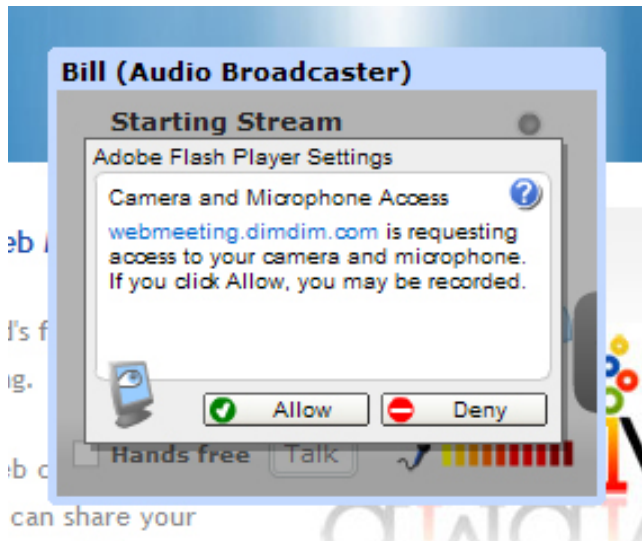 Bill (Audio Broadcaster)
Starting Stream
Adobe Flash Player Settings
Camera and Microphone Access
webmeeting.dimdim.com is requesting
access to your camera and microphone.
If you click Allow, you may be recorded.
Allow
Deny
Hands free
Talk
can share your